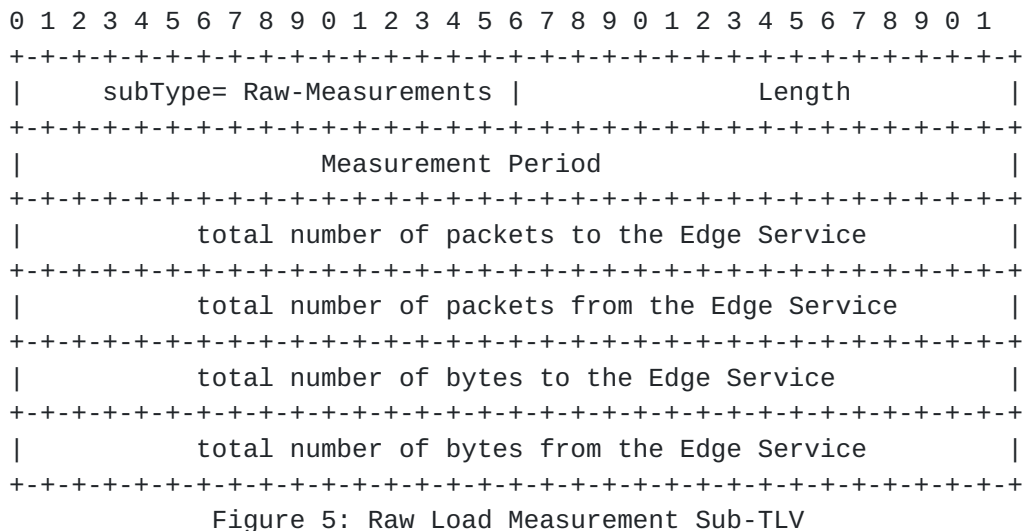 0 1 2 3 4 5 6 7 8 9 0 1 2 3 4 5 6 7 8 9 0 1 2 3 4 5 6 7 8 9 0 1
+-+-+-+-+-+-+-+-+-+-+-+-+-+-+-+-+-+-+-+-+-+-+-+-+-+-+-+-+-+-+-+-+
|     subType= Raw-Measurements |               Length          |
+-+-+-+-+-+-+-+-+-+-+-+-+-+-+-+-+-+-+-+-+-+-+-+-+-+-+-+-+-+-+-+-+
|                   Measurement Period                          |
+-+-+-+-+-+-+-+-+-+-+-+-+-+-+-+-+-+-+-+-+-+-+-+-+-+-+-+-+-+-+-+-+
|           total number of packets to the Edge Service         |
+-+-+-+-+-+-+-+-+-+-+-+-+-+-+-+-+-+-+-+-+-+-+-+-+-+-+-+-+-+-+-+-+
|           total number of packets from the Edge Service       |
+-+-+-+-+-+-+-+-+-+-+-+-+-+-+-+-+-+-+-+-+-+-+-+-+-+-+-+-+-+-+-+-+
|           total number of bytes to the Edge Service           |
+-+-+-+-+-+-+-+-+-+-+-+-+-+-+-+-+-+-+-+-+-+-+-+-+-+-+-+-+-+-+-+-+
|           total number of bytes from the Edge Service         |
+-+-+-+-+-+-+-+-+-+-+-+-+-+-+-+-+-+-+-+-+-+-+-+-+-+-+-+-+-+-+-+-+
Figure 5: Raw Load Measurement Sub-TLV